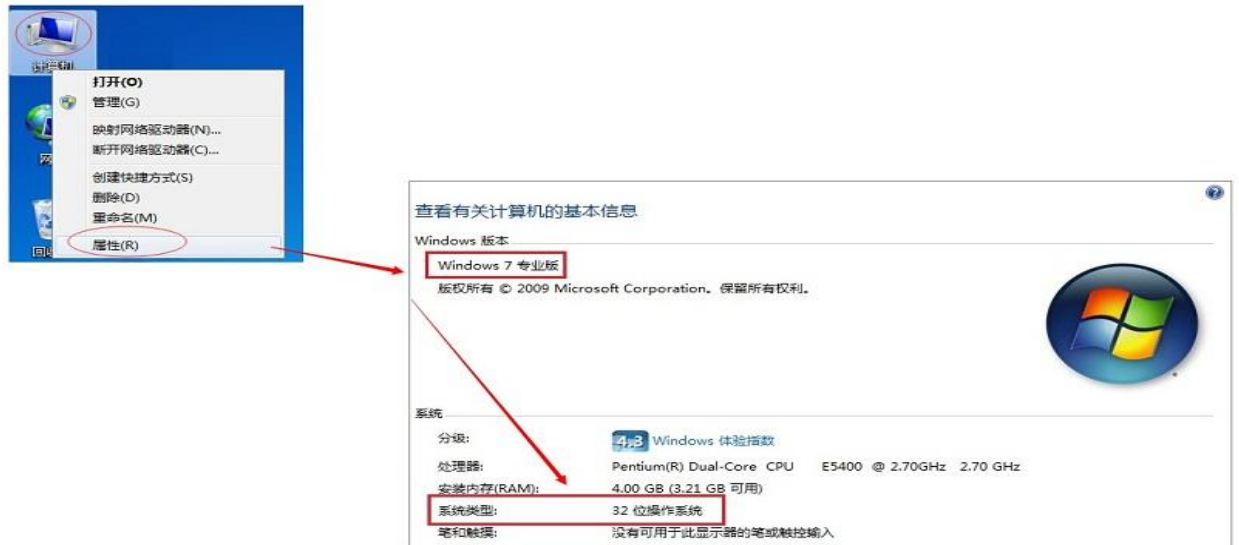 计算机
打开(O)
管理(G)
映射网络驱动器(N)...
断开网络驱动器(C)...
创建快捷方式(S)
删除(D)
重命名(M)
属性(R)
网
回收
查看有关计算机的基本信息
Windows 版本
Windows 7 专业版
版权所有 © 2009 Microsoft Corporation。保留所有权利。
系统
分级:
4.3 Windows 体验指数
处理器:
Pentium(R) Dual-Core CPU E5400 @ 2.70GHz 2.70 GHz
安装内存(RAM):
4.00 GB (3.21 GB 可用)
系统类型:
32 位操作系统
笔和触摸:
没有可用于此显示器的笔或触控输入